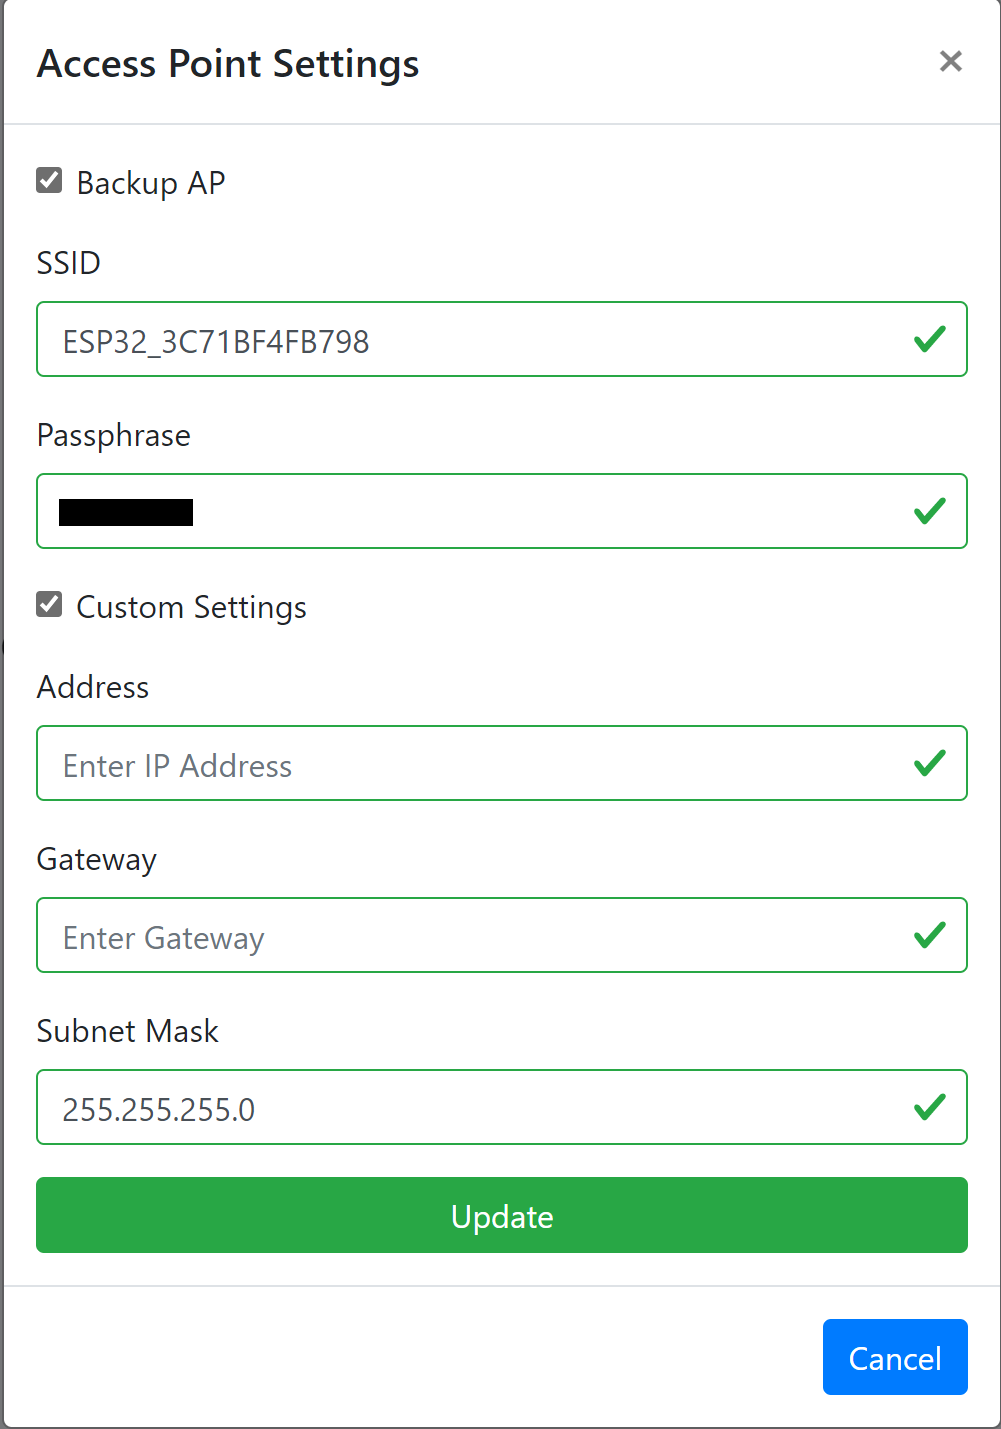 Access Point Settings
Backup AP
SSID
ESP32_3C71BF4FB798
Passphrase
Custom Settings
Address
Enter IP Address
Gateway
Enter Gateway
Subnet Mask
255.255.255.0
Update
Cancel